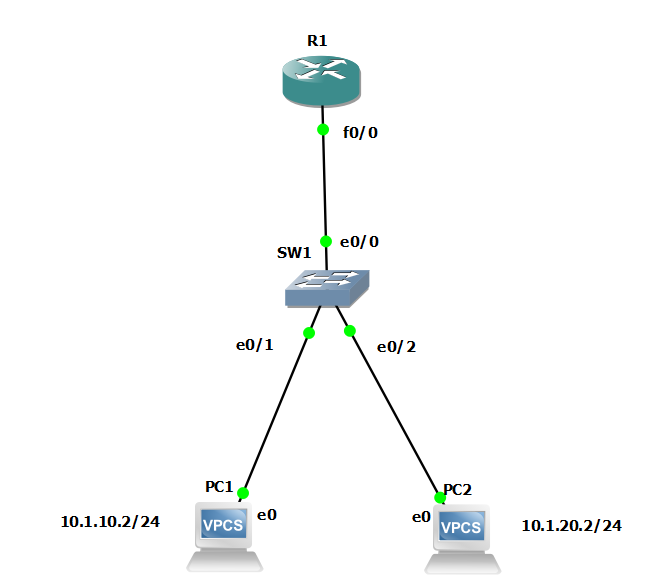 R1
f0/0
e0/0
SW1
e0/1
e0/2
PC1
PC2
e0
e0
10.1.10.2/24
VPCS
VPCS
10.1.20.2/24